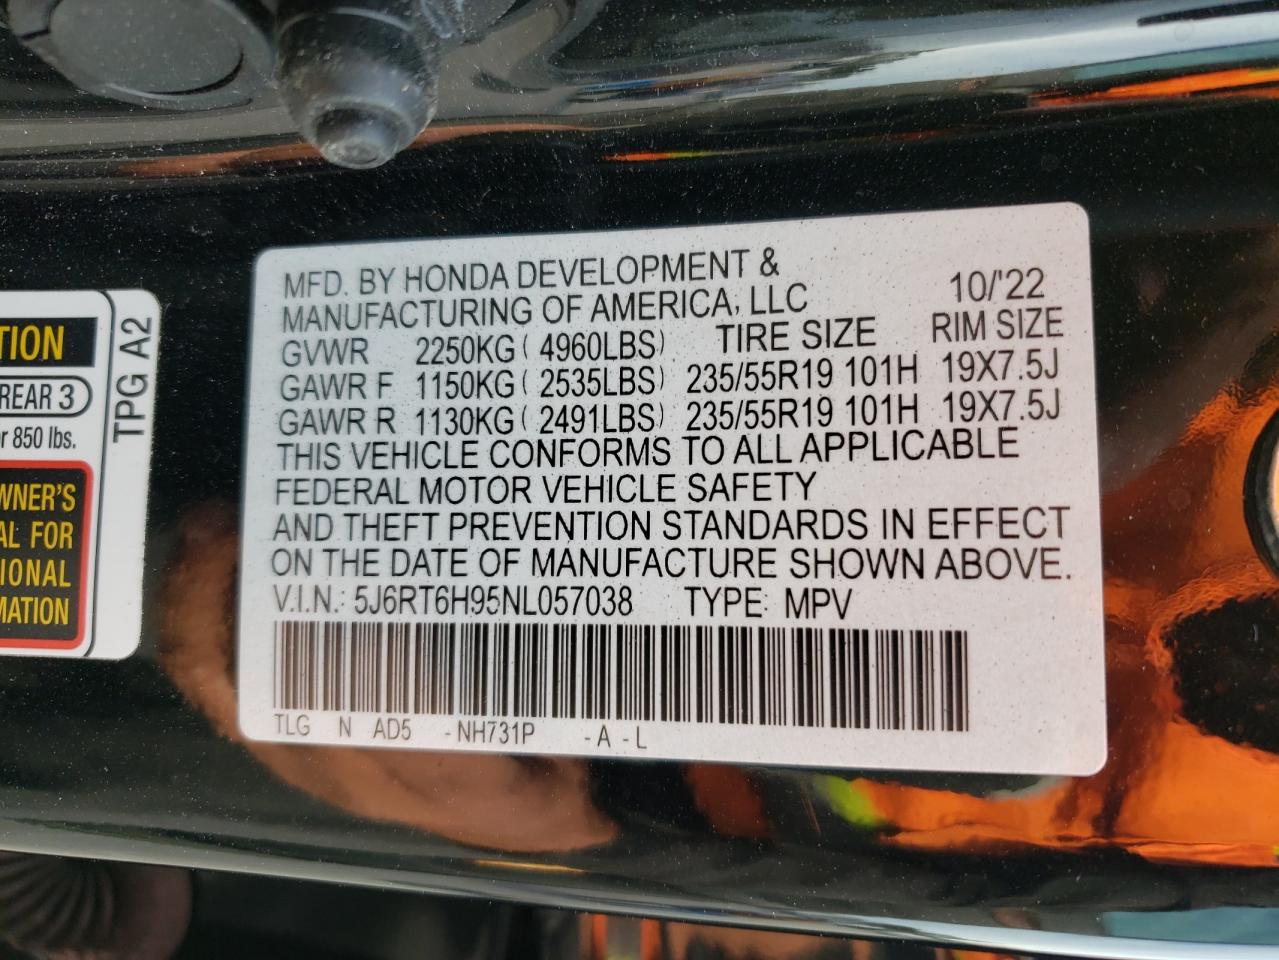 TION
REAR 3
or 850 lbs.
WNER'S
AL FOR
IONAL
MATION
TPG A2
MFD. BY HONDA DEVELOPMENT &
MANUFACTURING OF AMERICA, LLC 10/'22
GVWR 2250KG ( 4960LBS) TIRE SIZE RIM SIZE
GAWR F 1150KG ( 2535LBS) 235/55R19 101H 19X7.5J
GAWR R 1130KG ( 2491LBS) 235/55R19 101H 19X7.5J
THIS VEHICLE CONFORMS TO ALL APPLICABLE
FEDERAL MOTOR VEHICLE SAFETY
AND THEFT PREVENTION STANDARDS IN EFFECT
ON THE DATE OF MANUFACTURE SHOWN ABOVE.
V.I.N.: 5J6RT6H95NL057038 TYPE: MPV
TLG N AD5 - NH731P - A - L